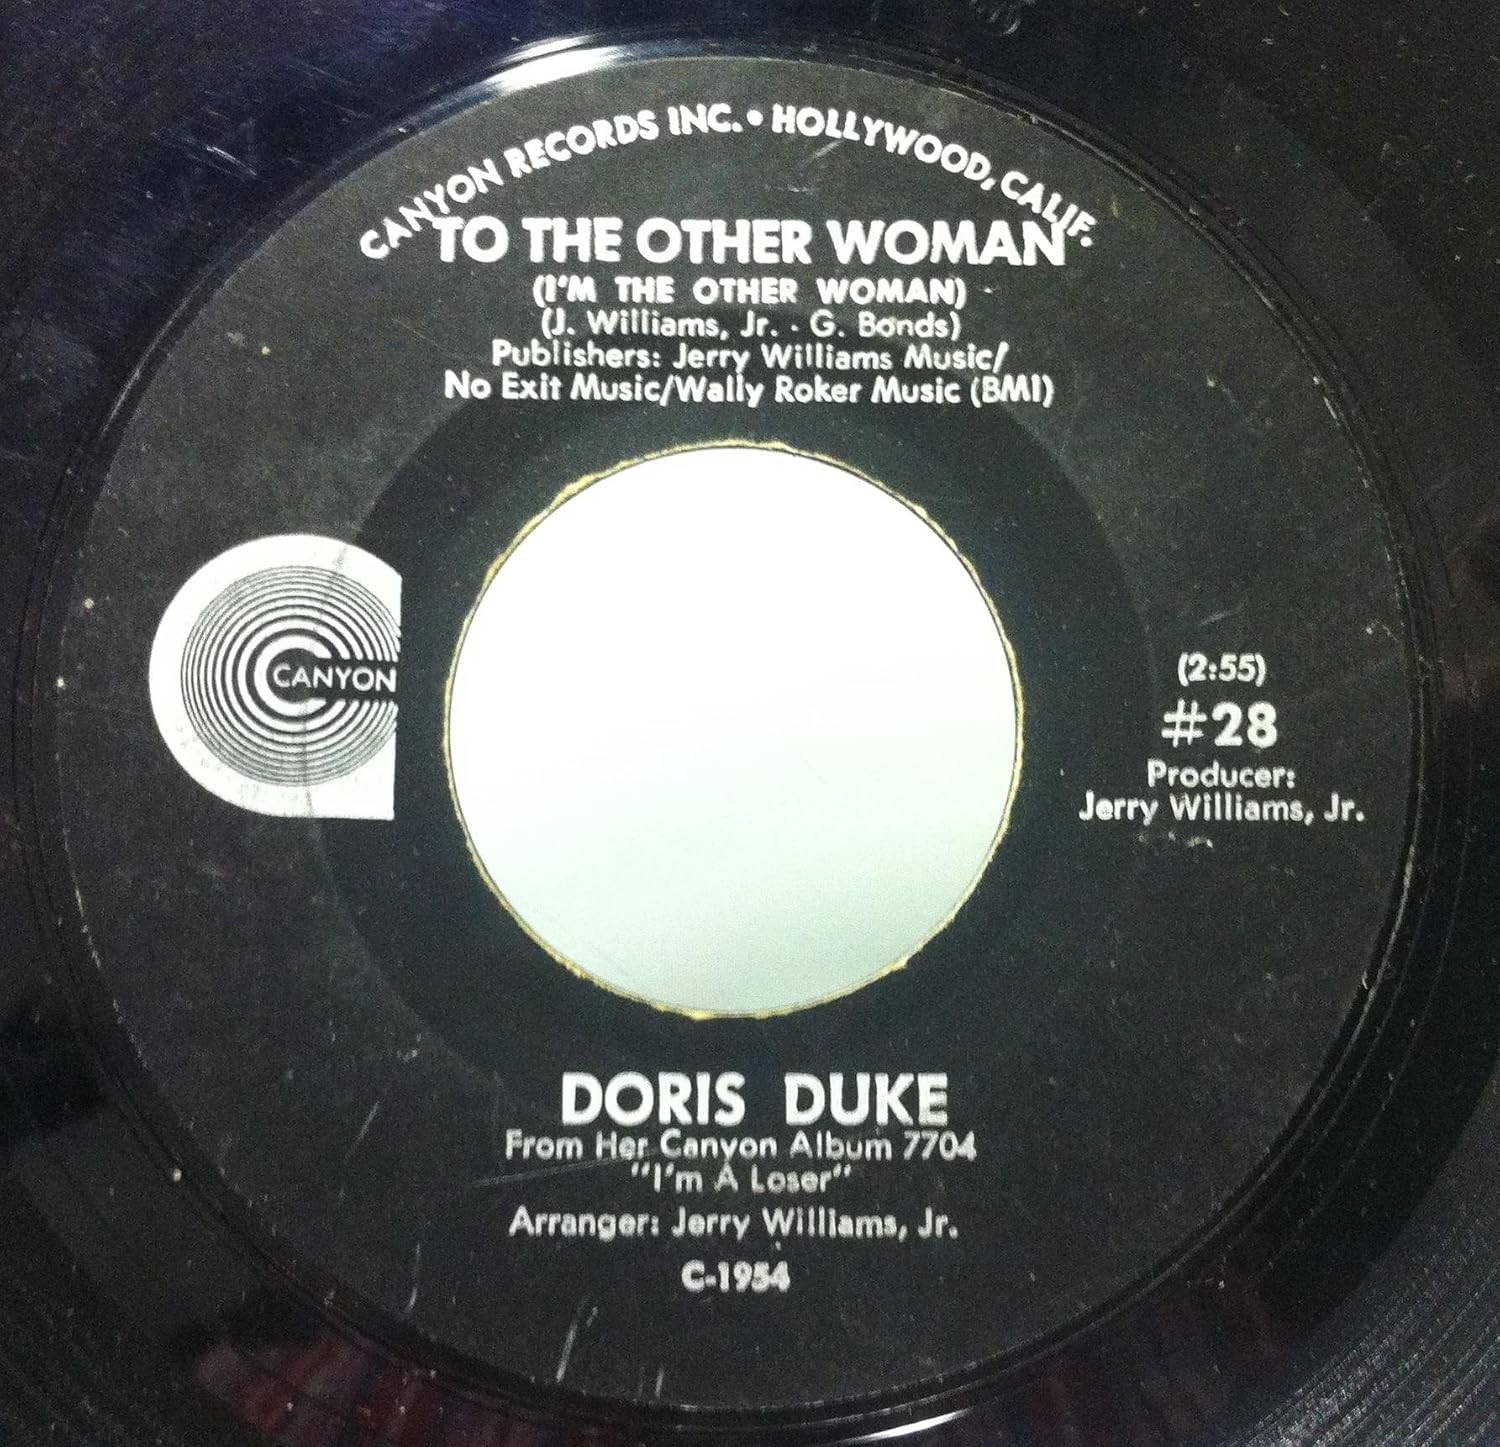 CANYON RECORDS INC. • HOLLYWOOD, CALIF.
TO THE OTHER WOMAN
(I'M THE OTHER WOMAN)
(J. Williams, Jr. - G. Bonds)
Publishers: Jerry Williams Music/
No Exit Music/Wally Roker Music (BMI)
CANYON
(2:55)
#28
Producer:
Jerry Williams, Jr.
DORIS DUKE
From Her Canyon Album 7704
"I'm A Loser"
Arranger: Jerry Williams, Jr.
C-1954